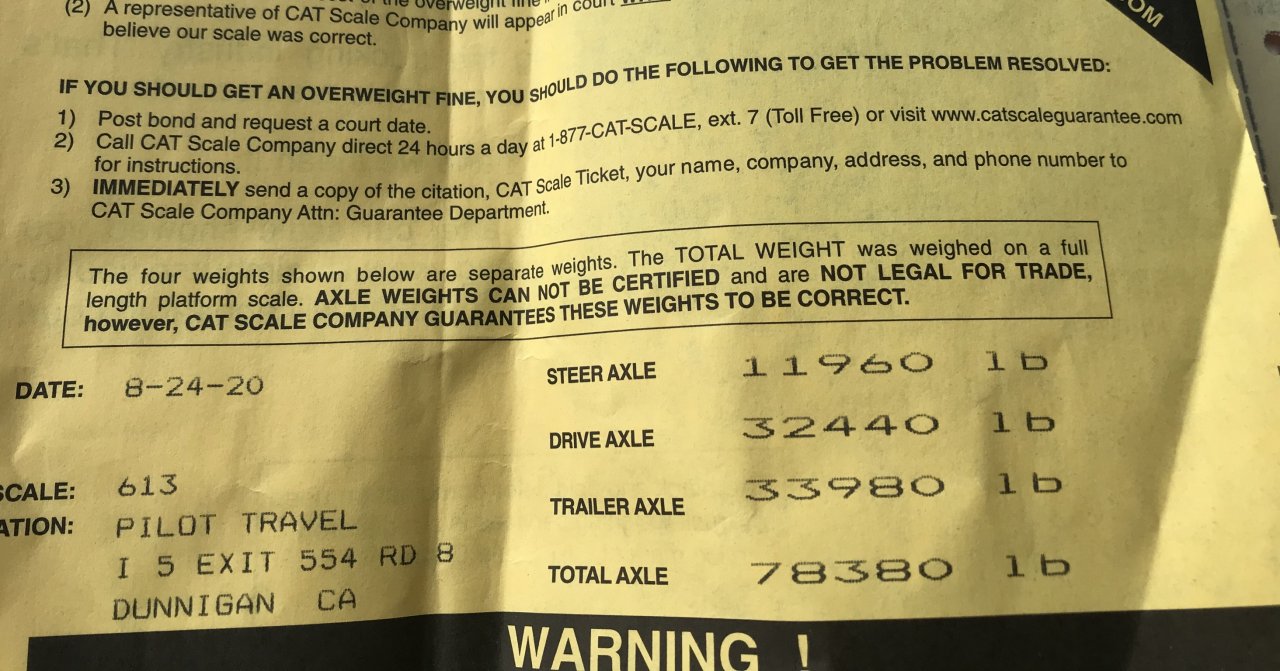 of the overweight fine
(2) A representative of CAT Scale Company will appear in court
believe our scale was correct.
OM
IF YOU SHOULD GET AN OVERWEIGHT FINE, YOU SHOULD DO THE FOLLOWING TO GET THE PROBLEM RESOLVED:
1) Post bond and request a court date.
2) Call CAT Scale Company direct 24 hours a day at 1-877-CAT-SCALE, ext. 7 (Toll Free) or visit www.catscaleguarantee.com
for instructions.
3) IMMEDIATELY send a copy of the citation, CAT Scale Ticket, your name, company, address, and phone number to
CAT Scale Company Attn: Guarantee Department.
The four weights shown below are separate weights. The TOTAL WEIGHT was weighed on a full
length platform scale. AXLE WEIGHTS CAN NOT BE CERTIFIED and are NOT LEGAL FOR TRADE,
however, CAT SCALE COMPANY GUARANTEES THESE WEIGHTS TO BE CORRECT.
DATE: 8-24-20
SCALE: 613
ATION: PILOT TRAVEL
I 5 EXIT 554 RD 8
DUNNIGAN CA
STEER AXLE 11960 lb
DRIVE AXLE 32440 lb
TRAILER AXLE 33980 lb
TOTAL AXLE 78380 lb
WARNING !